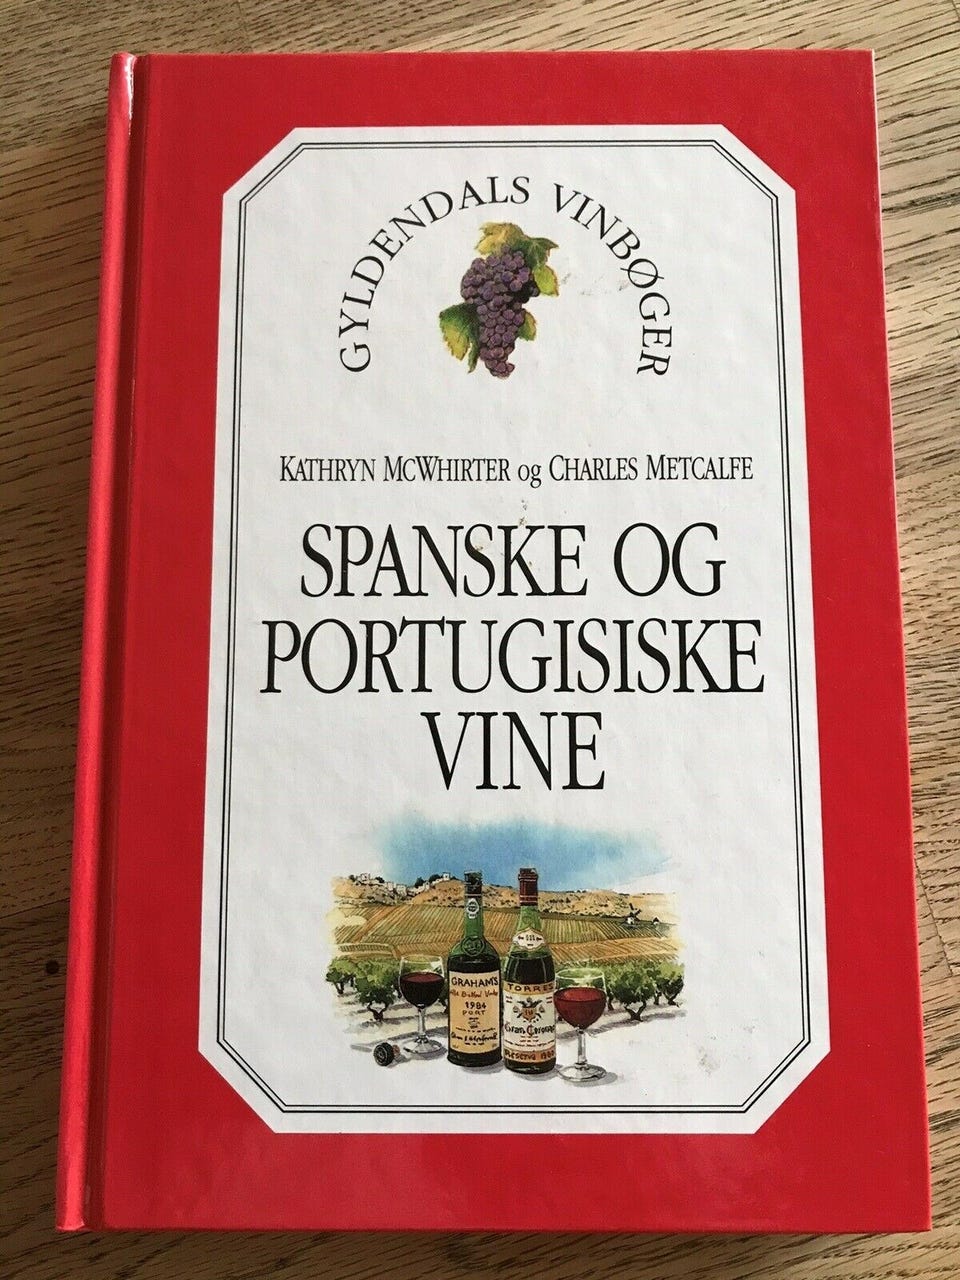 GYLDENDALS VINBØGER
KATHRYN MCWHIRTER og CHARLES METCALFE
SPANSKE OG
PORTUGISISKE
VINE
GRAHAM'S
1984
PORT
TORRES